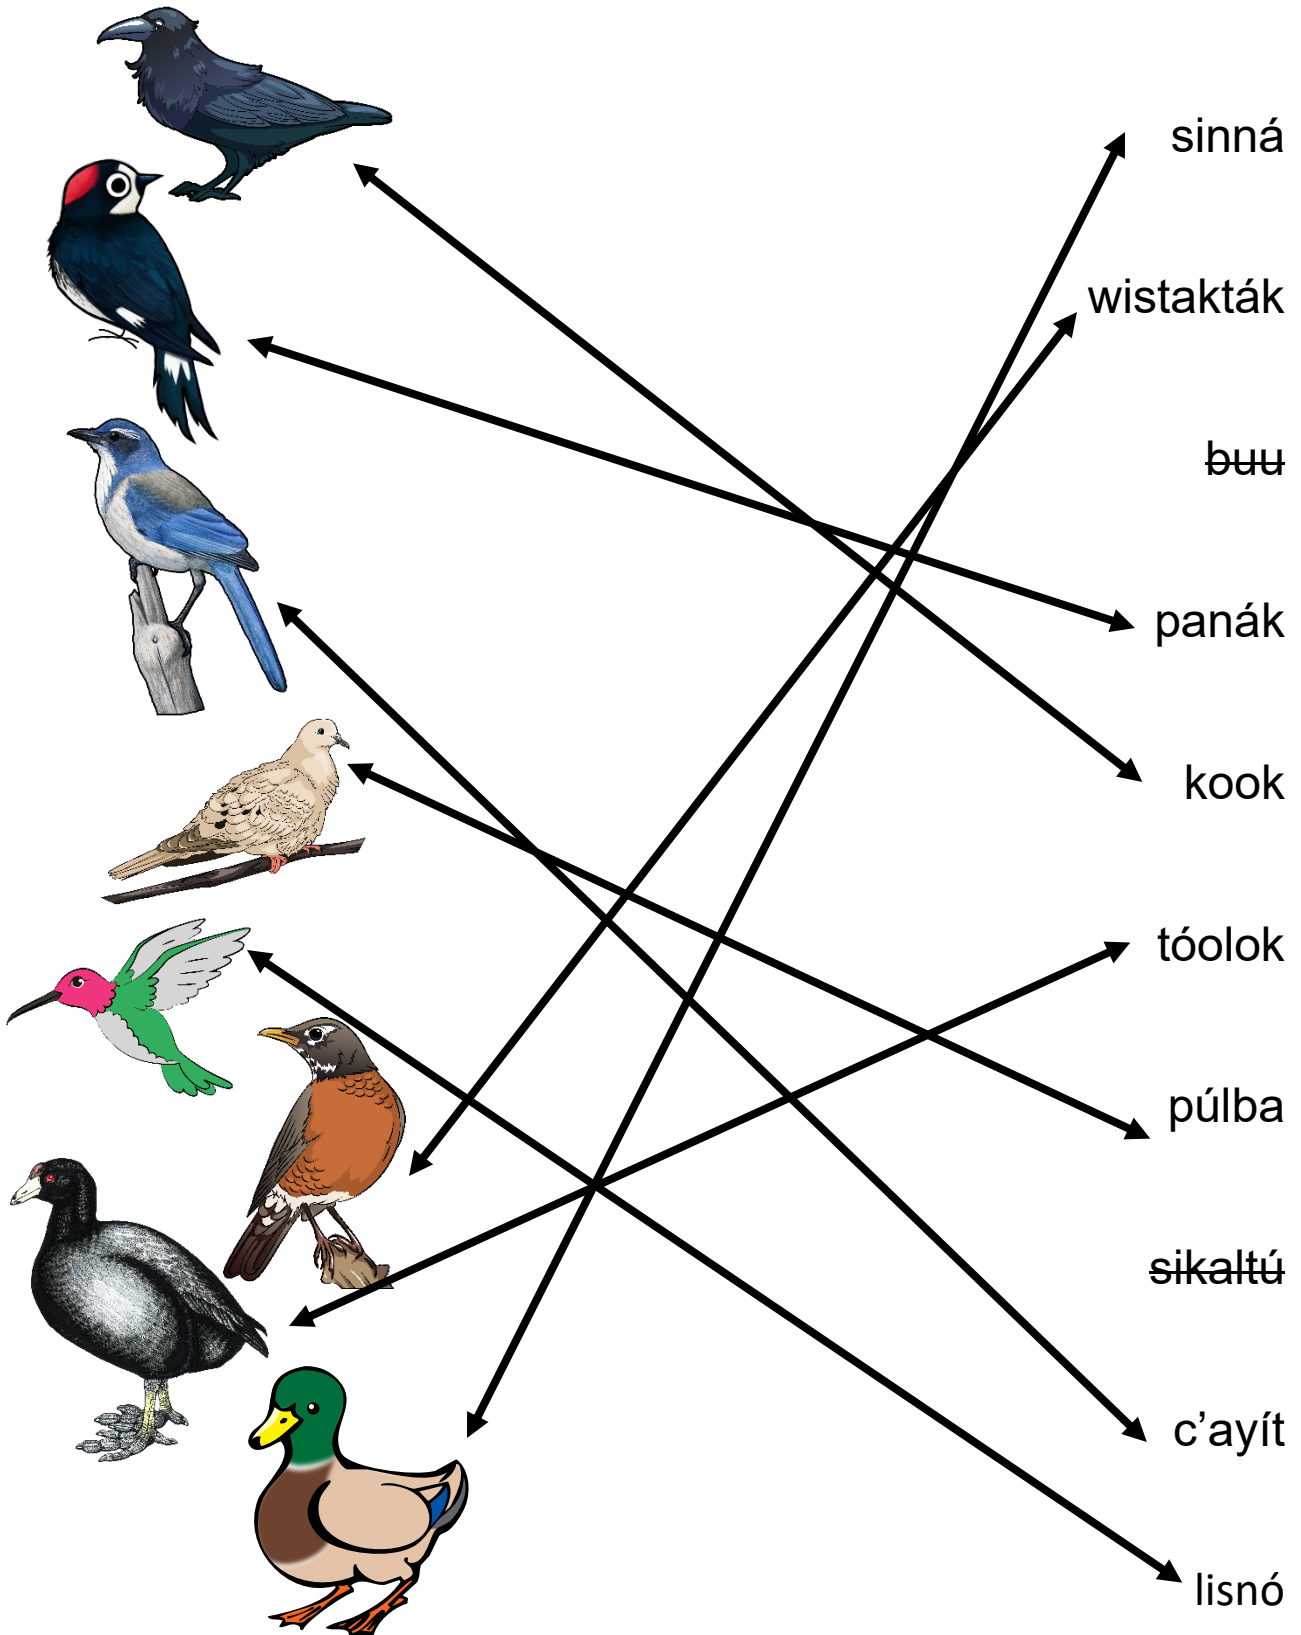 sinná
wistakták
buu
panák
kook
tóolok
púlba
sikaltú
c’ayít
lisnó